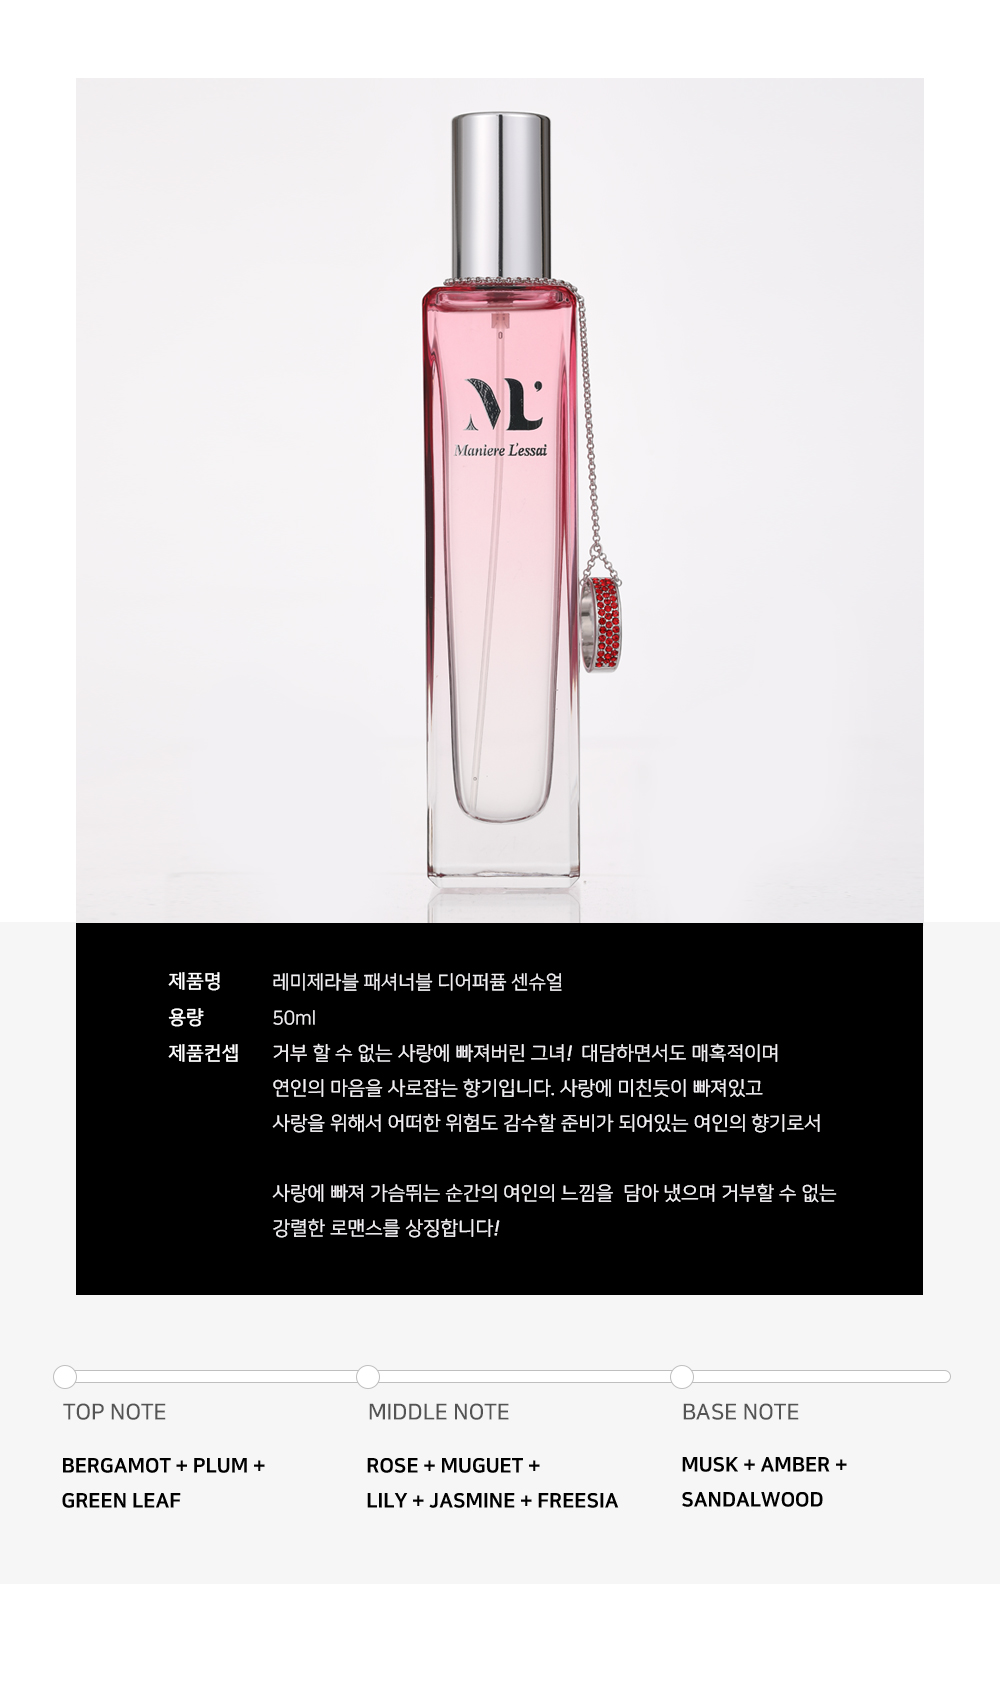 ML'
Maniere L'essai
제품명 레미제라블 패셔너블 디어퍼퓸 센슈얼
용량 50ml
제품컨셉 거부 할 수 없는 사랑에 빠져버린 그녀! 대담하면서도 매혹적이며
연인의 마음을 사로잡는 향기입니다. 사랑에 미친듯이 빠져있고
사랑을 위해서 어떠한 위험도 감수할 준비가 되어있는 여인의 향기로서
사랑에 빠져 가슴뛰는 순간의 여인의 느낌을 담아 냈으며 거부할 수 없는
강렬한 로맨스를 상징합니다!
TOP NOTE
BERGAMOT + PLUM +
GREEN LEAF
MIDDLE NOTE
ROSE + MUGUET +
LILY + JASMINE + FREESIA
BASE NOTE
MUSK + AMBER +
SANDALWOOD